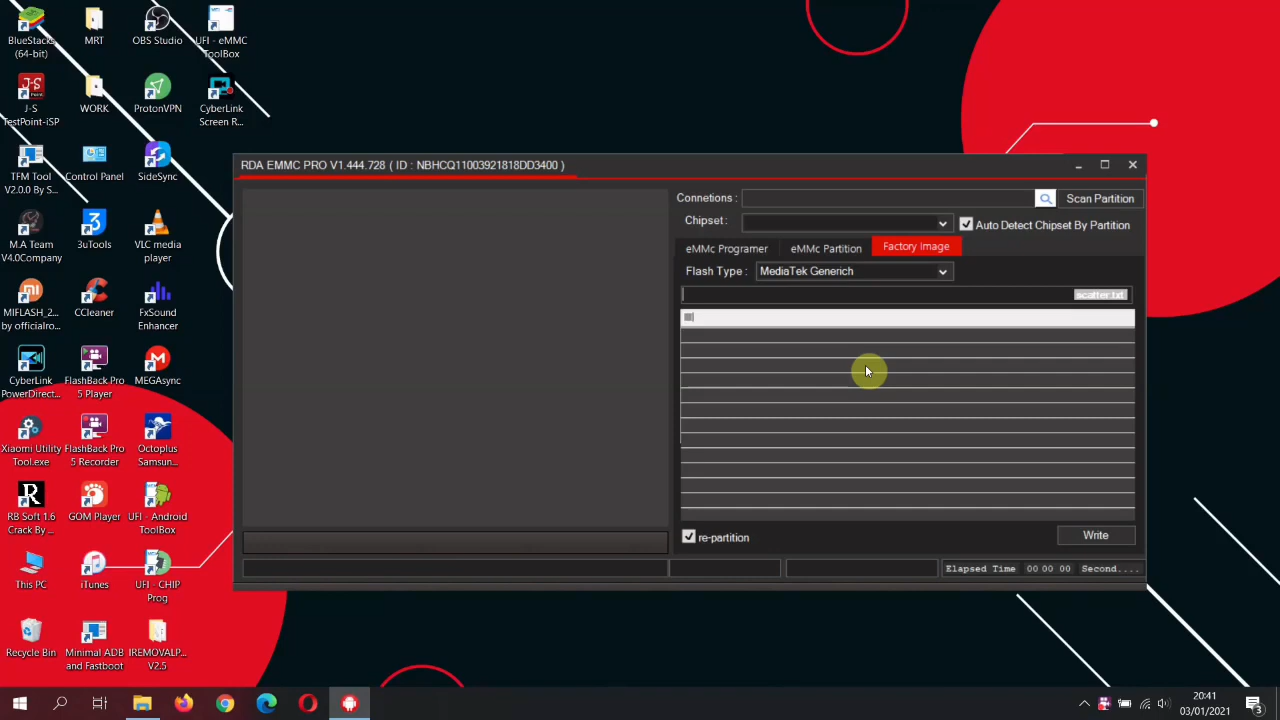 BlueStacks
(64-bit)
MRT
OBS Studio
UFI - eMMC
ToolBox
J-S
TestPoint-iSP
WORK
ProtonVPN
CyberLink
Screen R...
TFM Tool
V2.0.0 By S...
Control Panel
SideSync
M.A Team
V4.0Company
3uTools
VLC media
player
MIFLASH_2...
by officialro...
CCleaner
FxSound
Enhancer
CyberLink
PowerDirect...
FlashBack Pro
5 Player
MEGAsync
Xiaomi Utility
Tool.exe
FlashBack Pro
5 Recorder
Octoplus
Samsun...
RB Soft 1.6
Crack By ...
GOM Player
UFI - Android
ToolBox
This PC
iTunes
UFI - CHIP
Prog
Recycle Bin
Minimal ADB
and Fastboot
IREMOVALP...
V2.5
RDA EMMC PRO V1.444.728 ( ID : NBHCQ11003921818DD3400 )
Connetions :
Scan Partition
Chipset :
Auto Detect Chipset By Partition
eMMc Programer
eMMc Partition
Factory Image
Flash Type :
MediaTek Generich
scatter.txt
re-partition
Write
Elapsed Time 00 00 00 Second....
20:41
03/01/2021
3